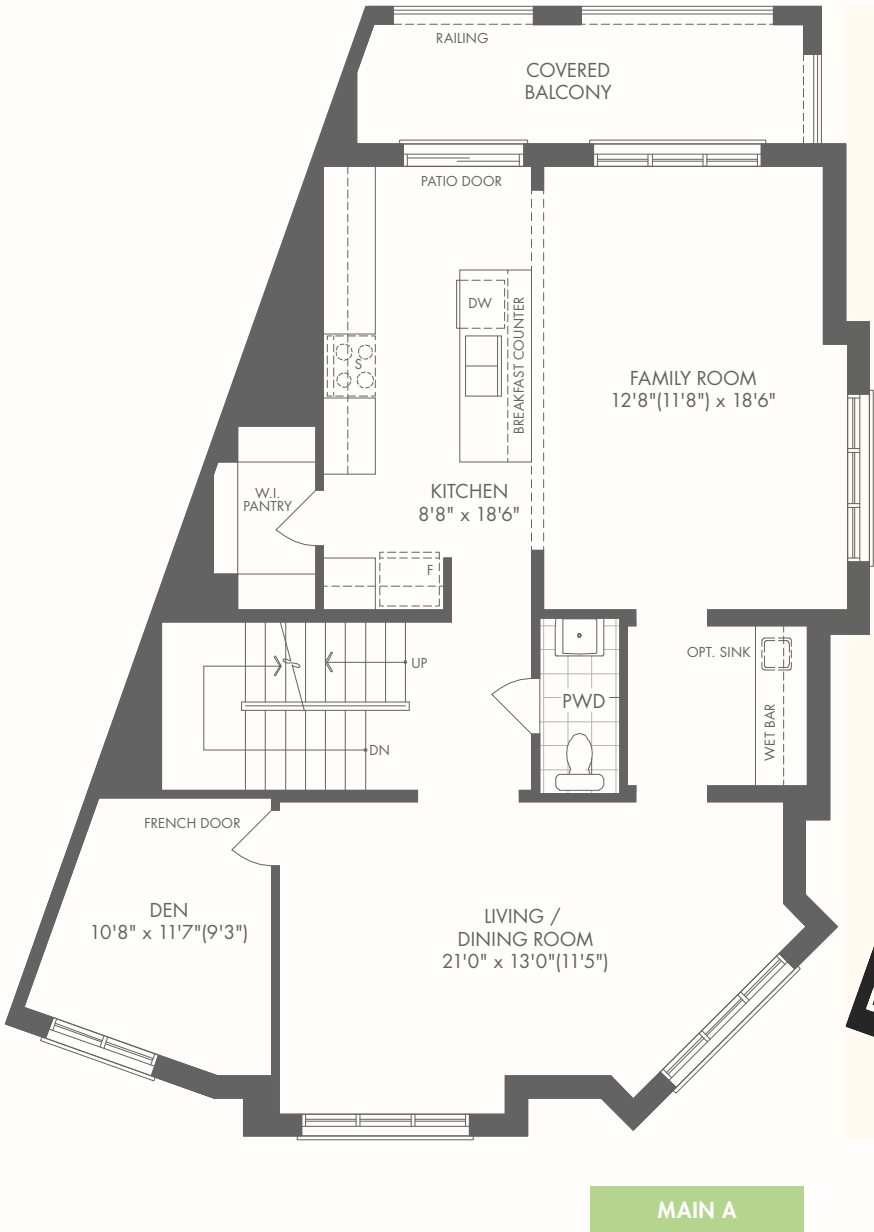 RAILING
COVERED
BALCONY
PATIO DOOR
DW
BREAKFAST COUNTER
S
FAMILY ROOM
12'8"(11'8") x 18'6"
W.I.
PANTRY
KITCHEN
8'8" x 18'6"
F
UP
OPT. SINK
PWD
WET BAR
DN
FRENCH DOOR
DEN
10'8" x 11'7"(9'3")
LIVING /
DINING ROOM
21'0" x 13'0"(11'5")
MAIN A